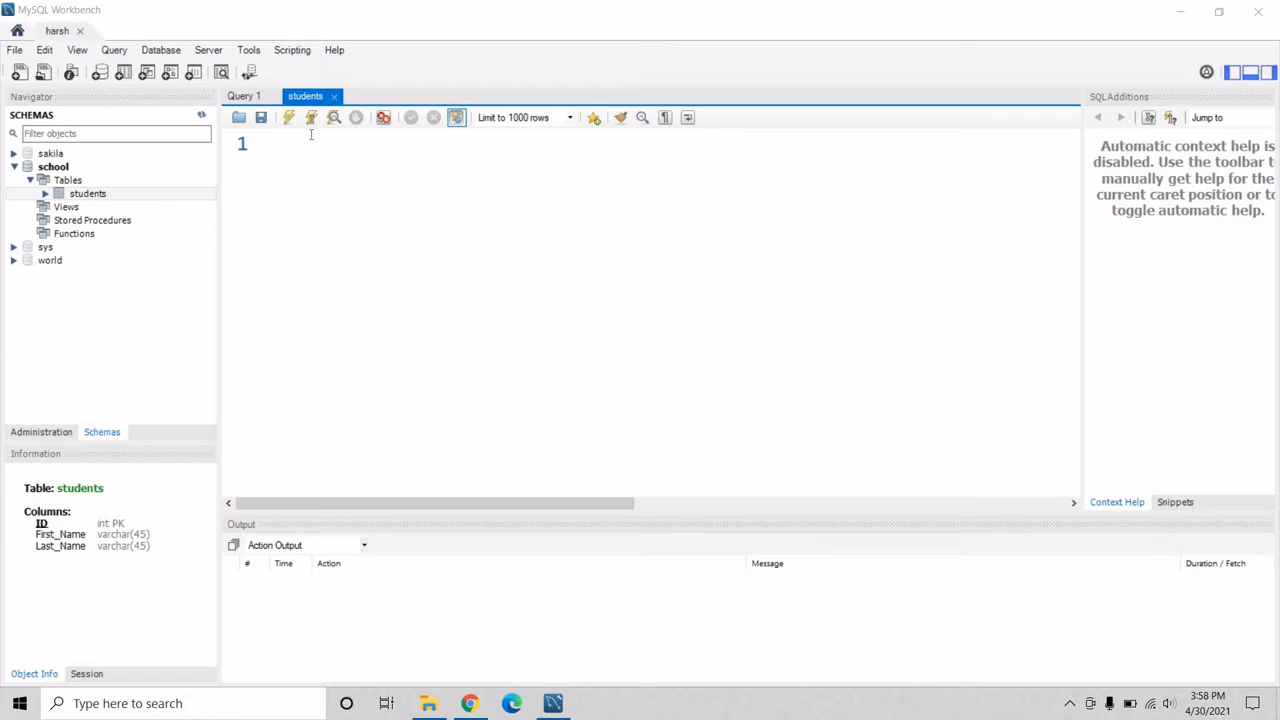 MySQL Workbench
harsh
File Edit View Query Database Server Tools Scripting Help
Navigator
SCHEMAS
Filter objects
sakila
school
Tables
students
Views
Stored Procedures
Functions
sys
world
Administration Schemas
Information
Table: students
Columns:
ID int PK
First_Name varchar(45)
Last_Name varchar(45)
Object Info Session
Query 1 students
Limit to 1000 rows
1
Output
Action Output
# Time Action Message Duration / Fetch
SQLAdditions
Jump to
Automatic context help is
disabled. Use the toolbar t
manually get help for the
current caret position or to
toggle automatic help.
Context Help Snippets
Type here to search
3:58 PM
4/30/2021